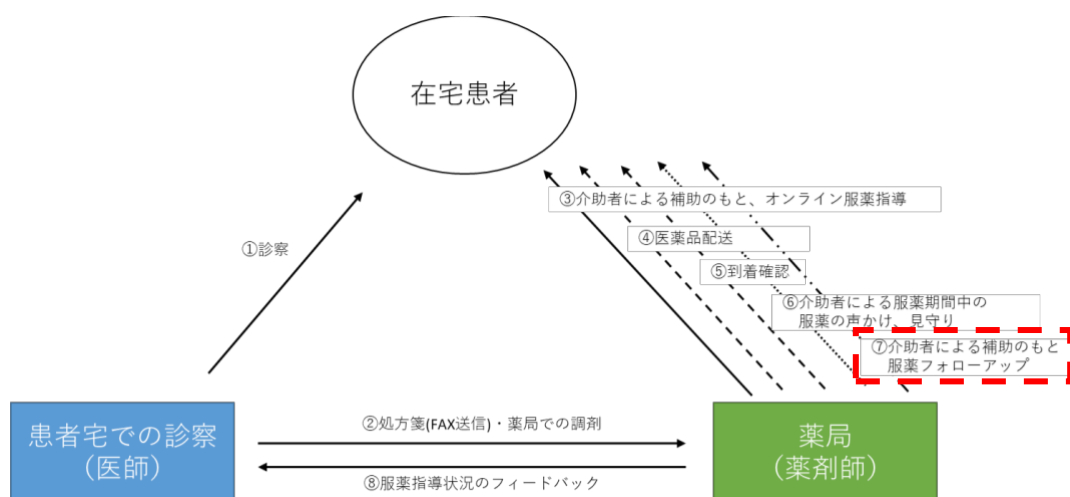 在宅患者
①診察
③介助者による補助のもと、オンライン服薬指導
④医薬品配送
⑤到着確認
⑥介助者による服薬期間中の
服薬の声かけ、見守り
⑦介助者による補助のもと
服薬フォローアップ
患者宅での診察
（医師）
②処方箋(FAX送信)・薬局での調剤
⑧服薬指導状況のフィードバック
薬局
（薬剤師）